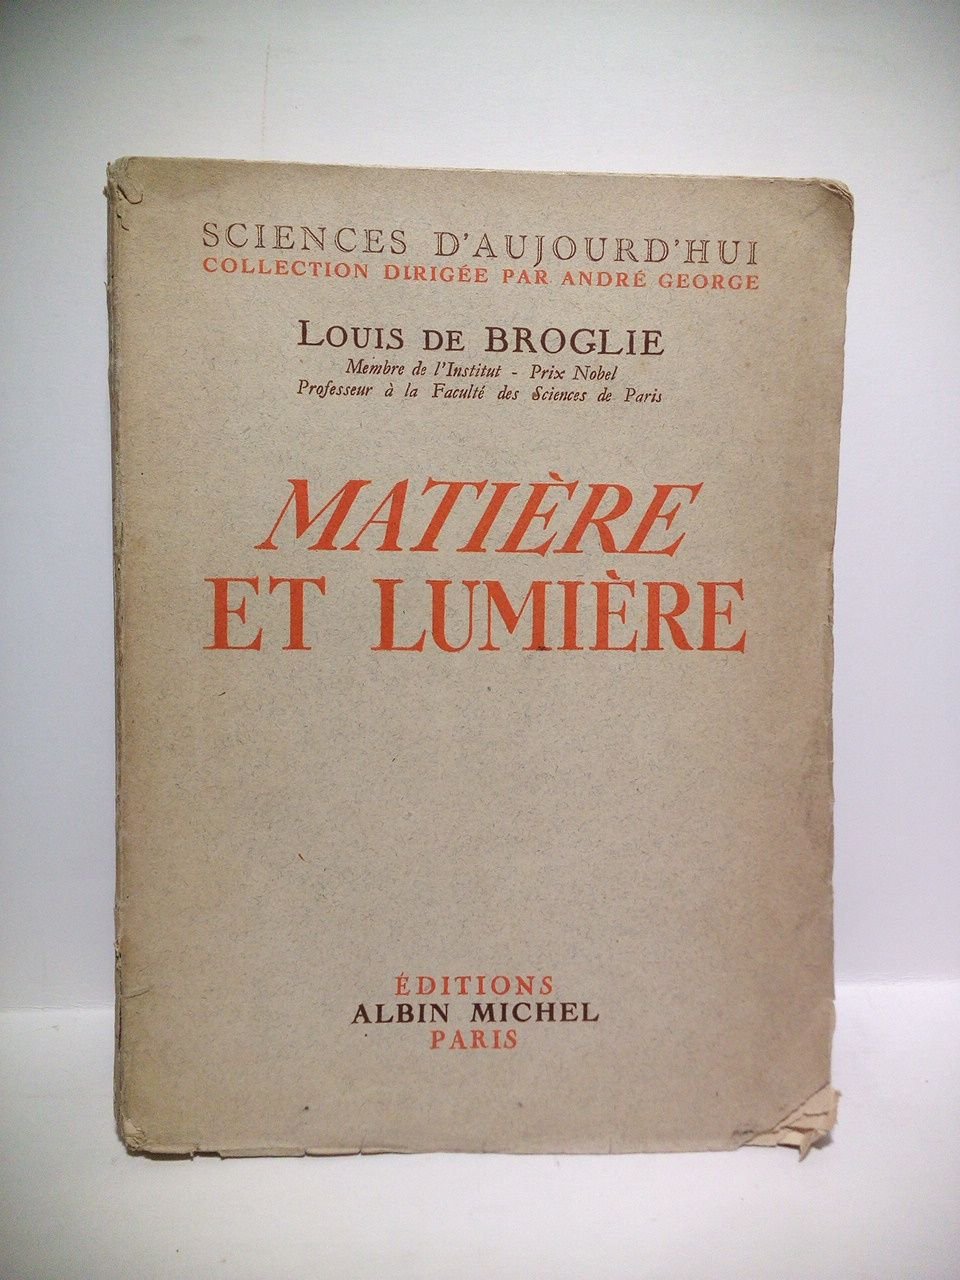 SCIENCES D'AUJOURD'HUI
COLLECTION DIRIGÉE PAR ANDRÉ GEORGE
LOUIS DE BROGLIE
Membre de l'Institut - Prix Nobel
Professeur à la Faculté des Sciences de Paris
MATIÈRE
ET LUMIÈRE
ÉDITIONS
ALBIN MICHEL
PARIS